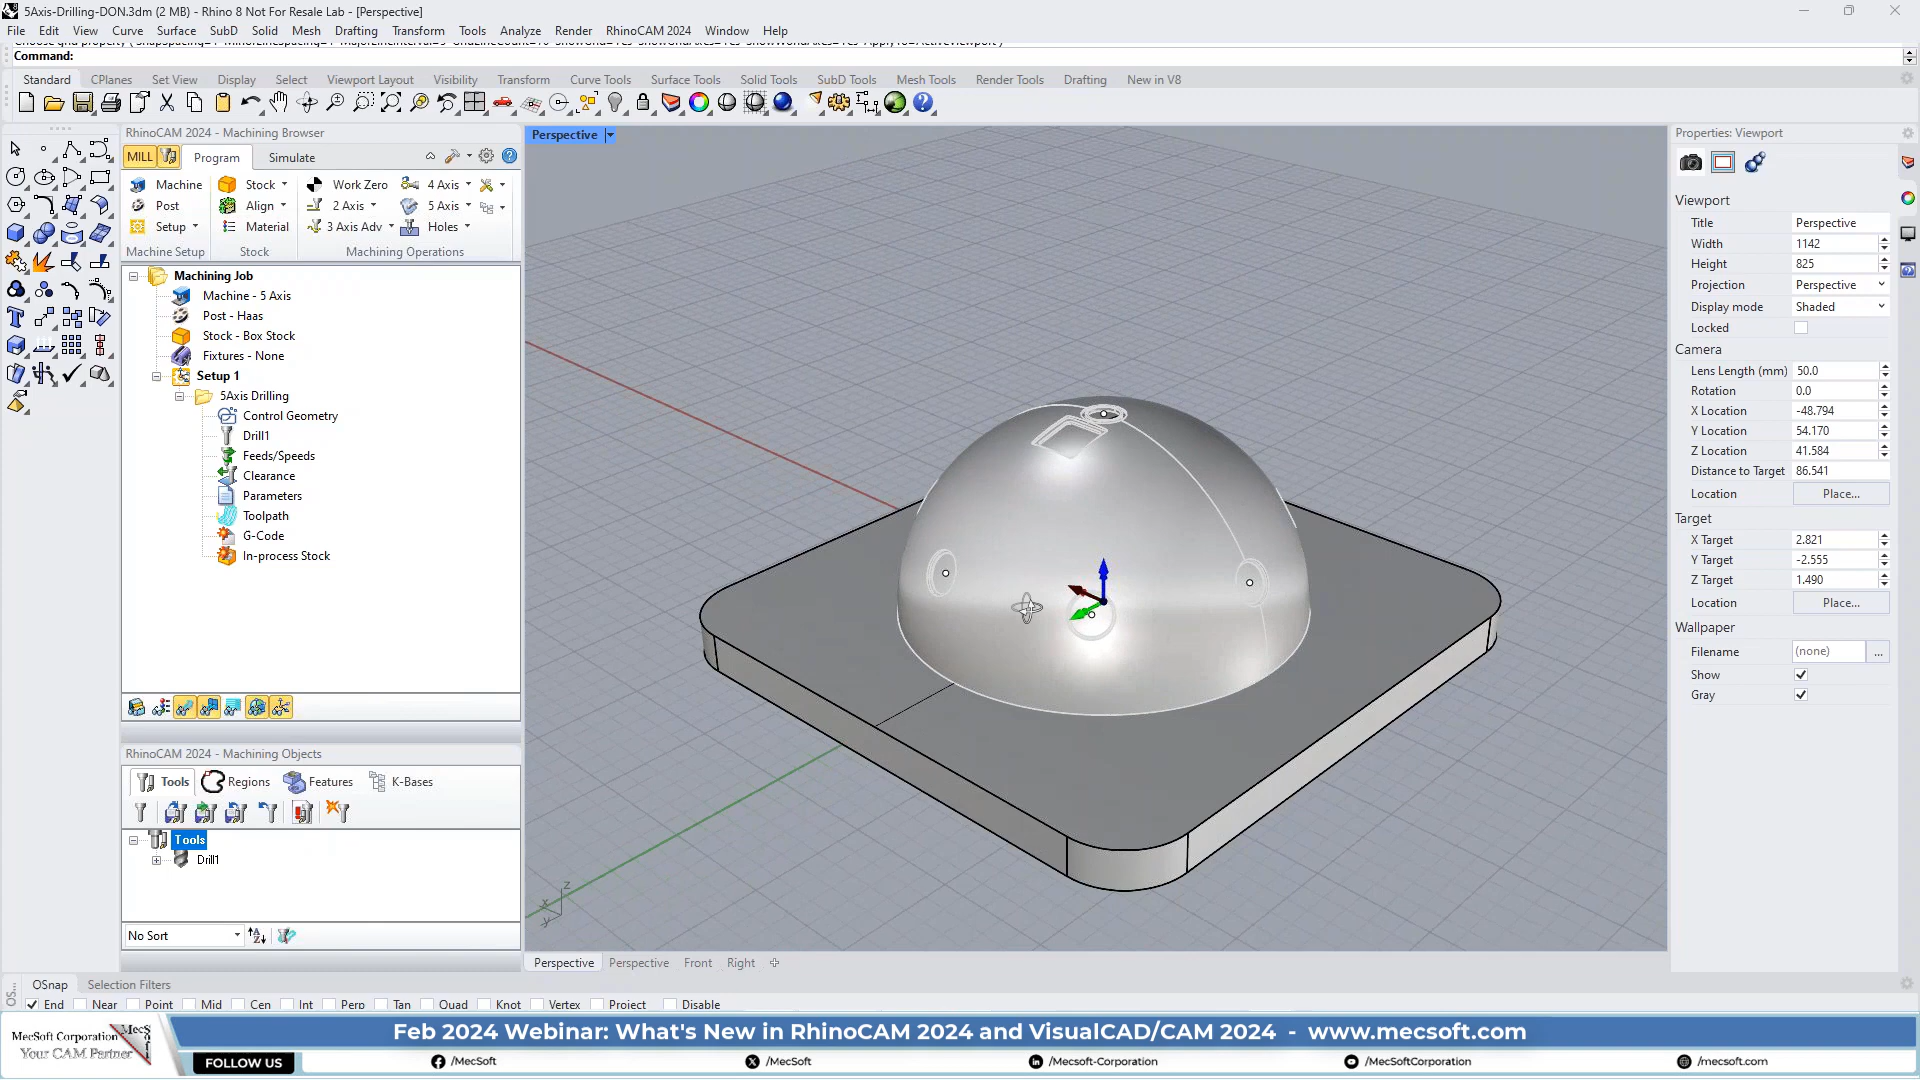 5Axis-Drilling-DON.3dm (2 MB) - Rhino 8 Not For Resale Lab - [Perspective]
File Edit View Curve Surface SubD Solid Mesh Drafting Transform Tools Analyze Render RhinoCAM 2024 Window Help
Command:
Standard CPlanes Set View Display Select Viewport Layout Visibility Transform Curve Tools Surface Tools Solid Tools SubD Tools Mesh Tools Render Tools Drafting New in V8
RhinoCAM 2024 - Machining Browser
MILL Program Simulate
Machine Stock Work Zero 4 Axis
Post Align 2 Axis 5 Axis
Setup Material 3 Axis Adv Holes
Machine Setup Stock Machining Operations
Machining Job
Machine - 5 Axis
Post - Haas
Stock - Box Stock
Fixtures - None
Setup 1
5Axis Drilling
Control Geometry
Drill1
Feeds/Speeds
Clearance
Parameters
Toolpath
G-Code
In-process Stock
RhinoCAM 2024 - Machining Objects
Tools Regions Features K-Bases
Tools
Drill1
No Sort
Perspective
z
x
y
Perspective Perspective Front Right
Properties: Viewport
Viewport
Title Perspective
Width 1142
Height 825
Projection Perspective
Display mode Shaded
Locked
Camera
Lens Length (mm) 50.0
Rotation 0.0
X Location -48.794
Y Location 54.170
Z Location 41.584
Distance to Target 86.541
Location Place...
Target
X Target 2.821
Y Target -2.555
Z Target 1.490
Location Place...
Wallpaper
Filename (none) ...
Show
Gray
OSnap Selection Filters
End Near Point Mid Cen Int Perp Tan Quad Knot Vertex Project Disable
MecSoft Corporation MecS
Your CAM Partner
Feb 2024 Webinar: What's New in RhinoCAM 2024 and VisualCAD/CAM 2024 - www.mecsoft.com
FOLLOW US /MecSoft /MecSoft /Mecsoft-Corporation /MecSoftCorporation /mecsoft.com